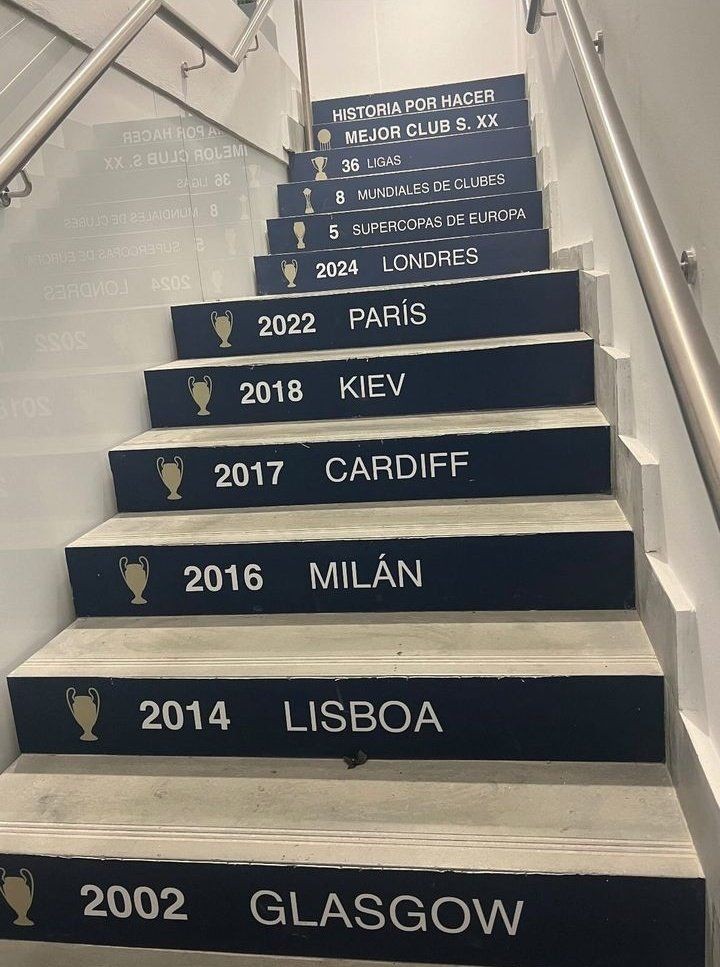 HISTORIA POR HACER
MEJOR CLUB S. XX
36 LIGAS
8 MUNDIALES DE CLUBES
5 SUPERCOPAS DE EUROPA
2024 LONDRES
2022 PARÍS
2018 KIEV
2017 CARDIFF
2016 MILÁN
2014 LISBOA
2002 GLASGOW